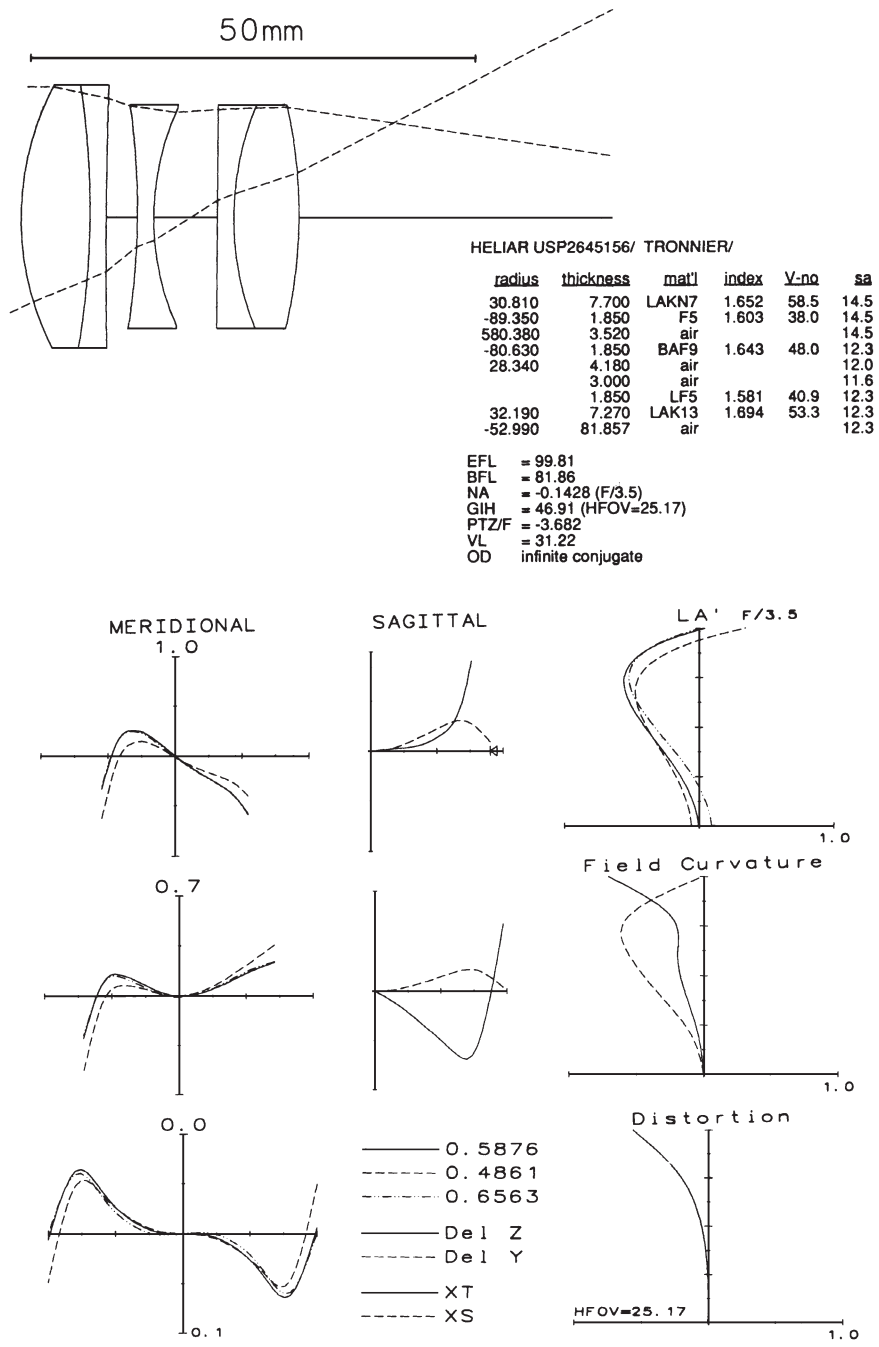 50mm
HELIAR USP2645156/ TRONNIER/
radius thickness mat'l index V-no sa
30.810 7.700 LAKN7 1.652 58.5 14.5
-89.350 1.850 F5 1.603 38.0 14.5
580.380 3.520 air 14.5
-80.630 1.850 BAF9 1.643 48.0 12.3
28.340 4.180 air 12.0
3.000 air 11.6
1.850 LF5 1.581 40.9 12.3
32.190 7.270 LAK13 1.694 53.3 12.3
-52.990 81.857 air 12.3
EFL = 99.81
BFL = 81.86
NA = -0.1428 (F/3.5)
GIH = 46.91 (HFOV=25.17)
PTZ/F = -3.682
VL = 31.22
OD infinite conjugate
MERIDIONAL
1.0
SAGITTAL
LA' F/3.5
1.0
0.7
Field Curvature
1.0
0.0
0.1
0.5876
0.4861
0.6563
Del Z
Del Y
XT
XS
Distortion
HFOV=25.17
1.0